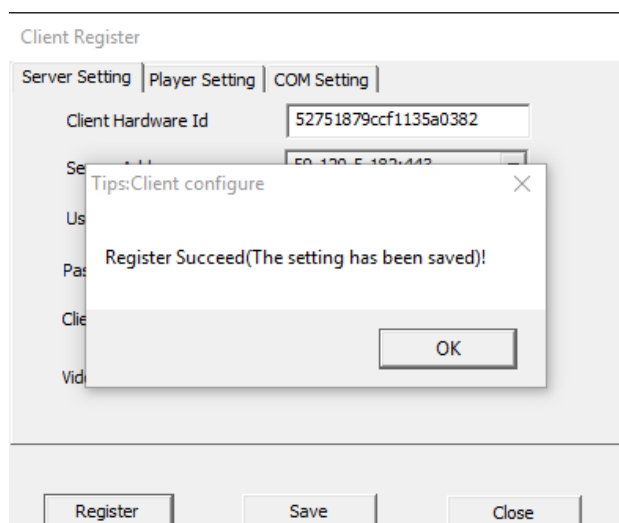 Client Register
Server Setting Player Setting COM Setting
Client Hardware Id 52751879ccf1135a0382
Tips:Client configure
Register Succeed(The setting has been saved)!
OK
Register Save Close